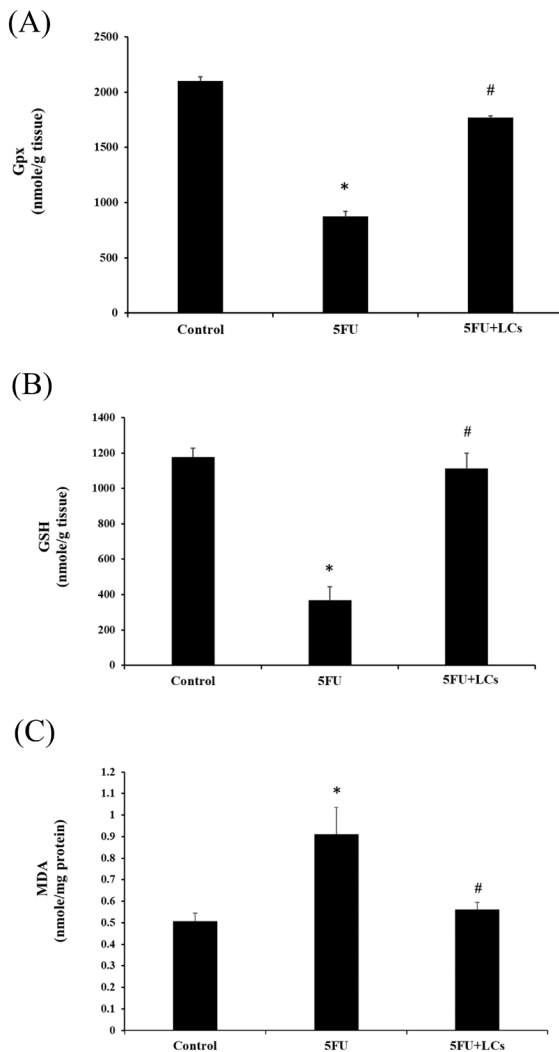 (A)
Gpx
(nmole/g tissue)
2500
2000
1500
1000
500
0
*
#
Control
5FU
5FU+LCs
(B)
GSH
(nmole/g tissue)
1400
1200
1000
800
600
400
200
0
*
#
Control
5FU
5FU+LCs
(C)
MDA
(nmole/mg protein)
1.2
1.1
1
0.9
0.8
0.7
0.6
0.5
0.4
0.3
0.2
0.1
0
*
#
Control
5FU
5FU+LCs